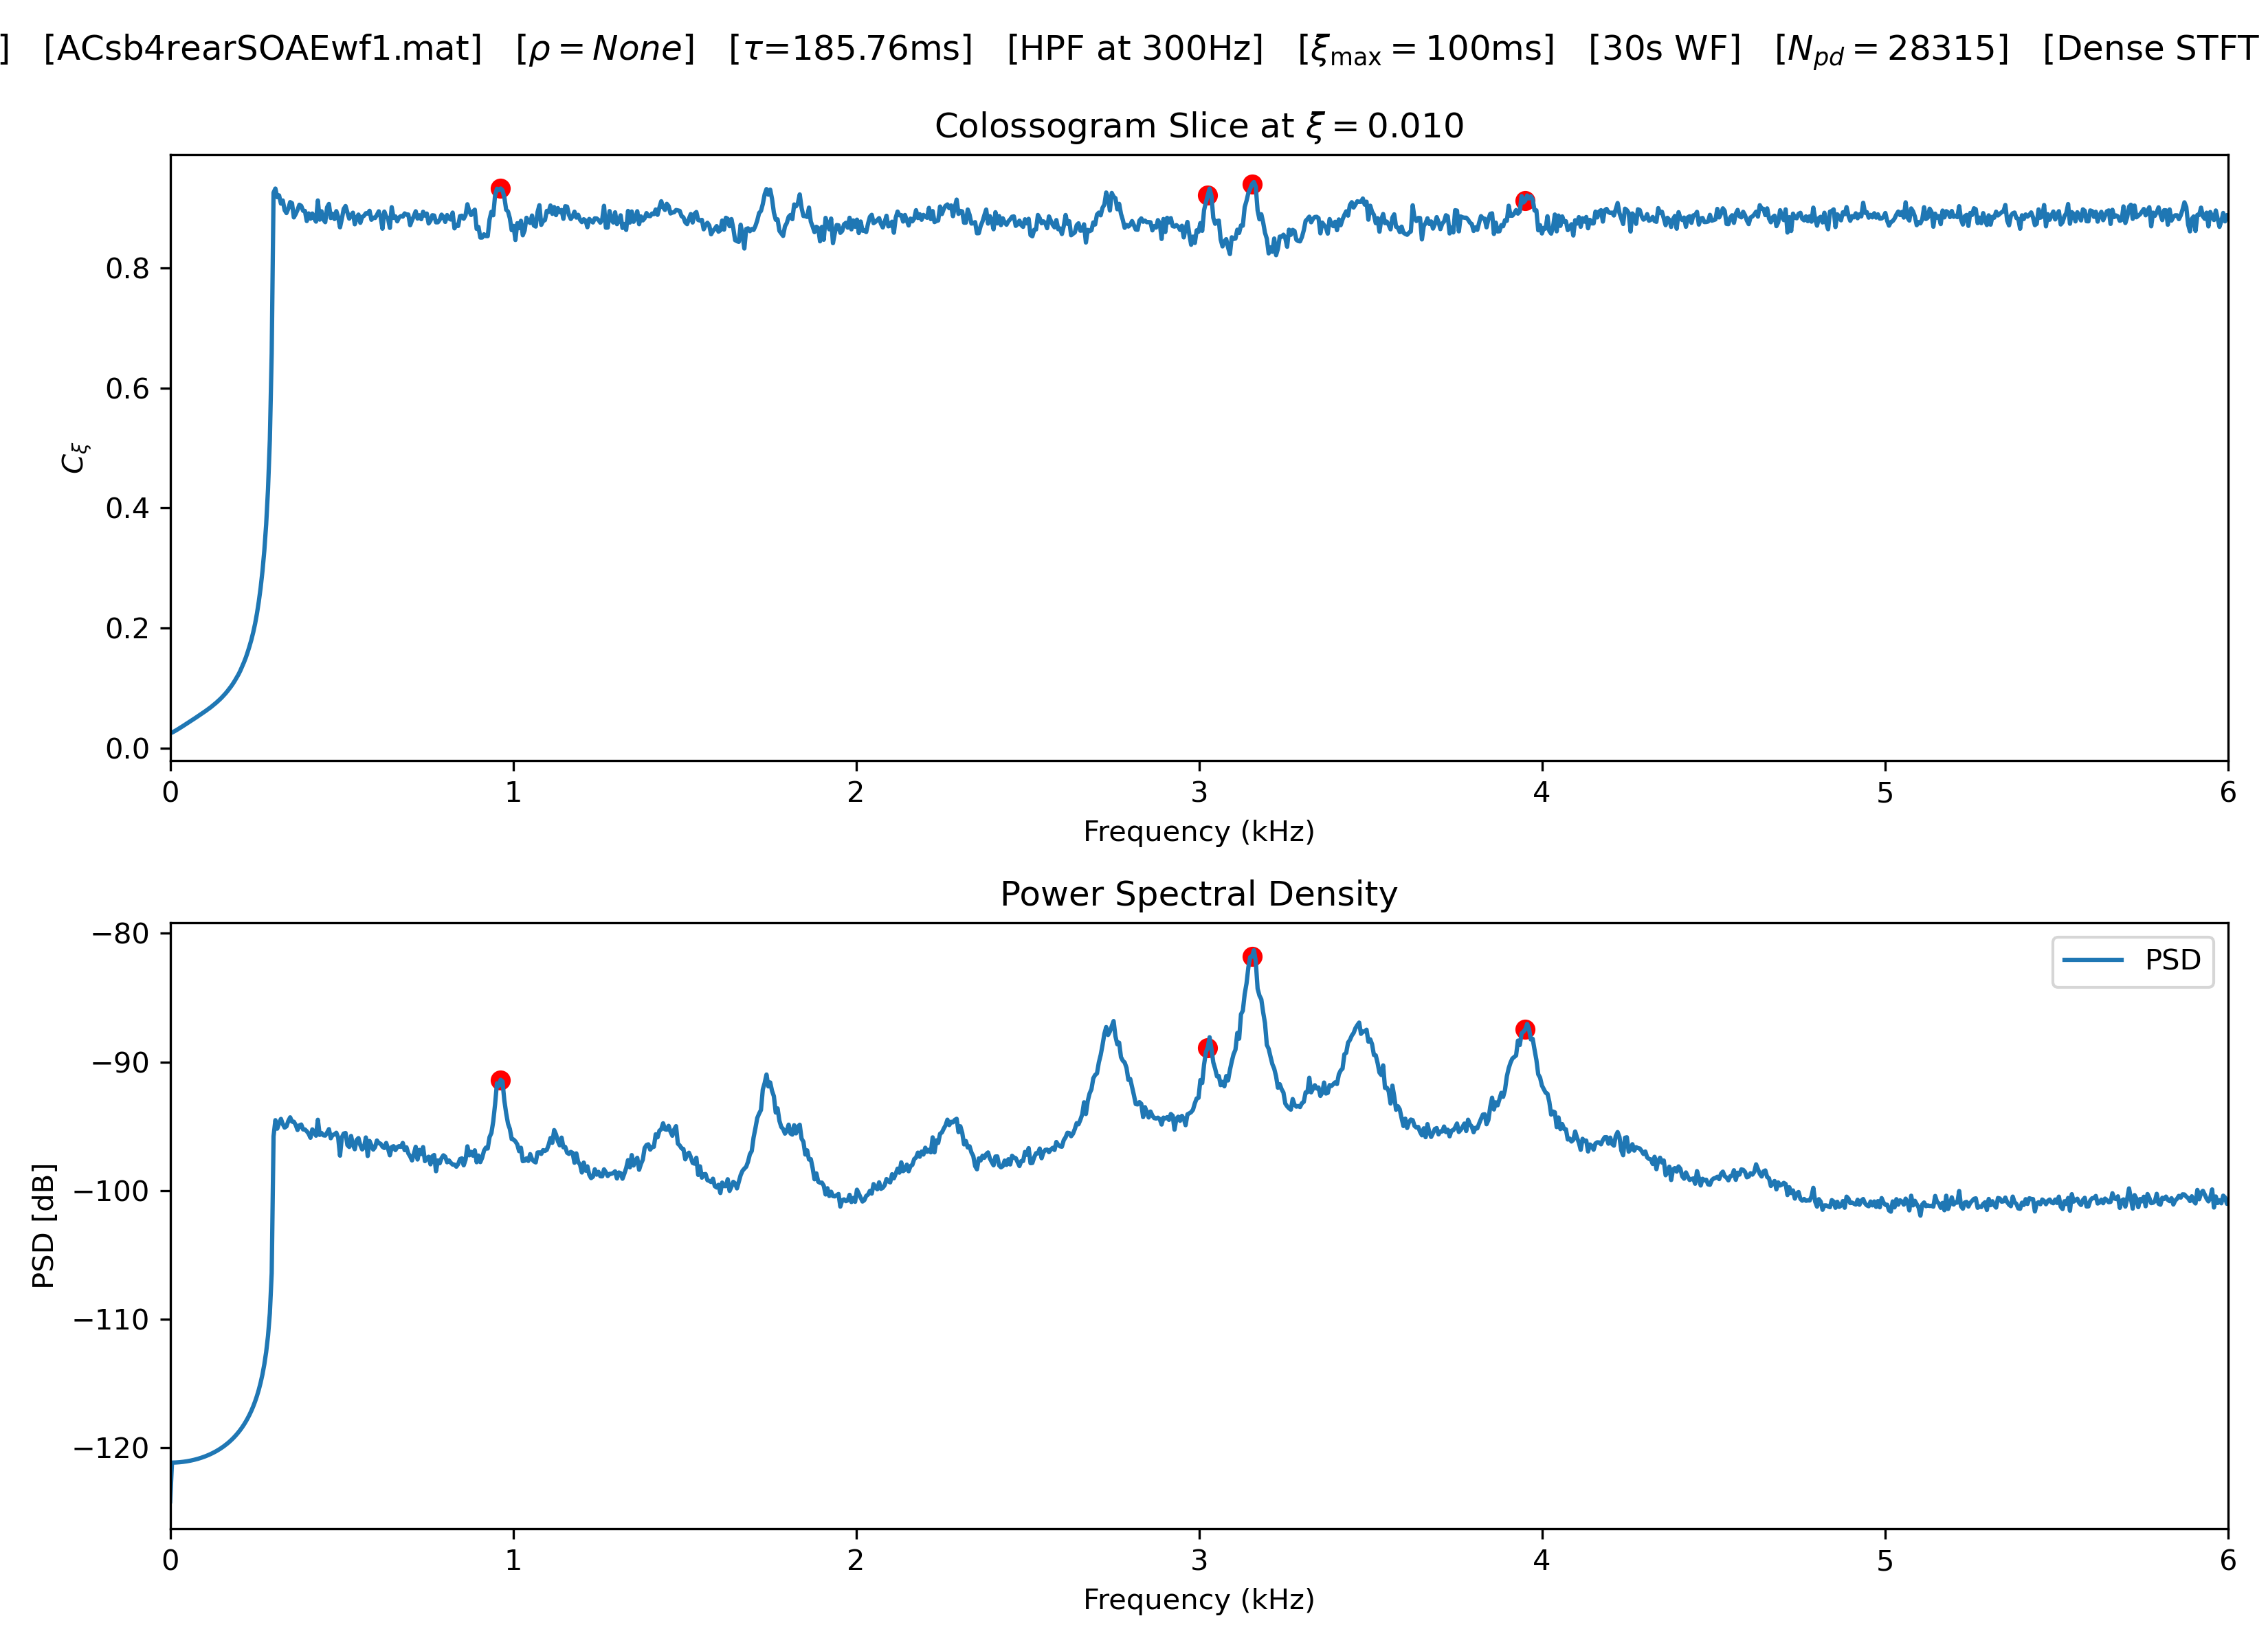 ] [ACsb4rearSOAEwf1.mat] [ρ = None] [τ=185.76ms] [HPF at 300Hz] [ξmax = 100ms] [30s WF] [Npd = 28315] [Dense STFT
Colossogram Slice at ξ = 0.010
0.8
0.6
0.4
0.2
0.0
Cξ
0 1 2 3 4 5 6
Frequency (kHz)
Power Spectral Density
PSD
−80
−90
−100
−110
−120
PSD [dB]
0 1 2 3 4 5 6
Frequency (kHz)